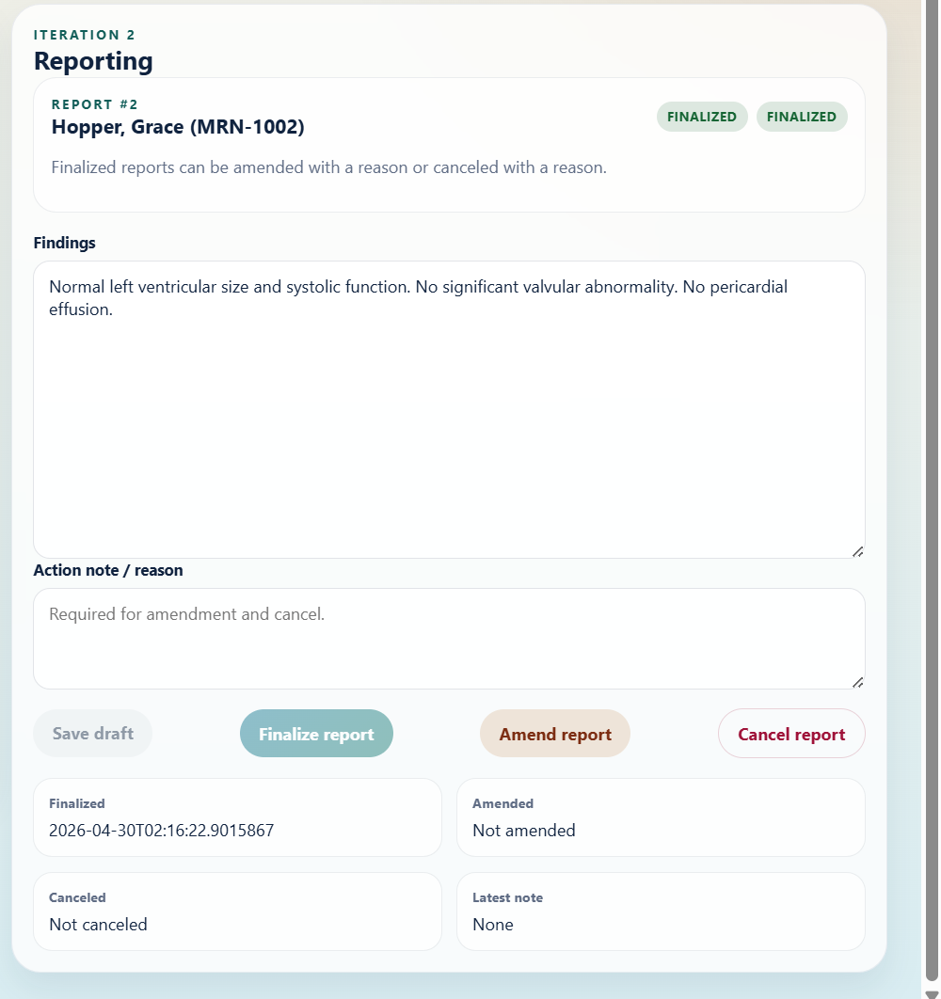 ITERATION 2
Reporting
REPORT #2
Hopper, Grace (MRN-1002)
FINALIZED
FINALIZED
Finalized reports can be amended with a reason or canceled with a reason.
Findings
Normal left ventricular size and systolic function. No significant valvular abnormality. No pericardial
effusion.
Action note / reason
Required for amendment and cancel.
Save draft
Finalize report
Amend report
Cancel report
Finalized
2026-04-30T02:16:22.9015867
Amended
Not amended
Canceled
Not canceled
Latest note
None